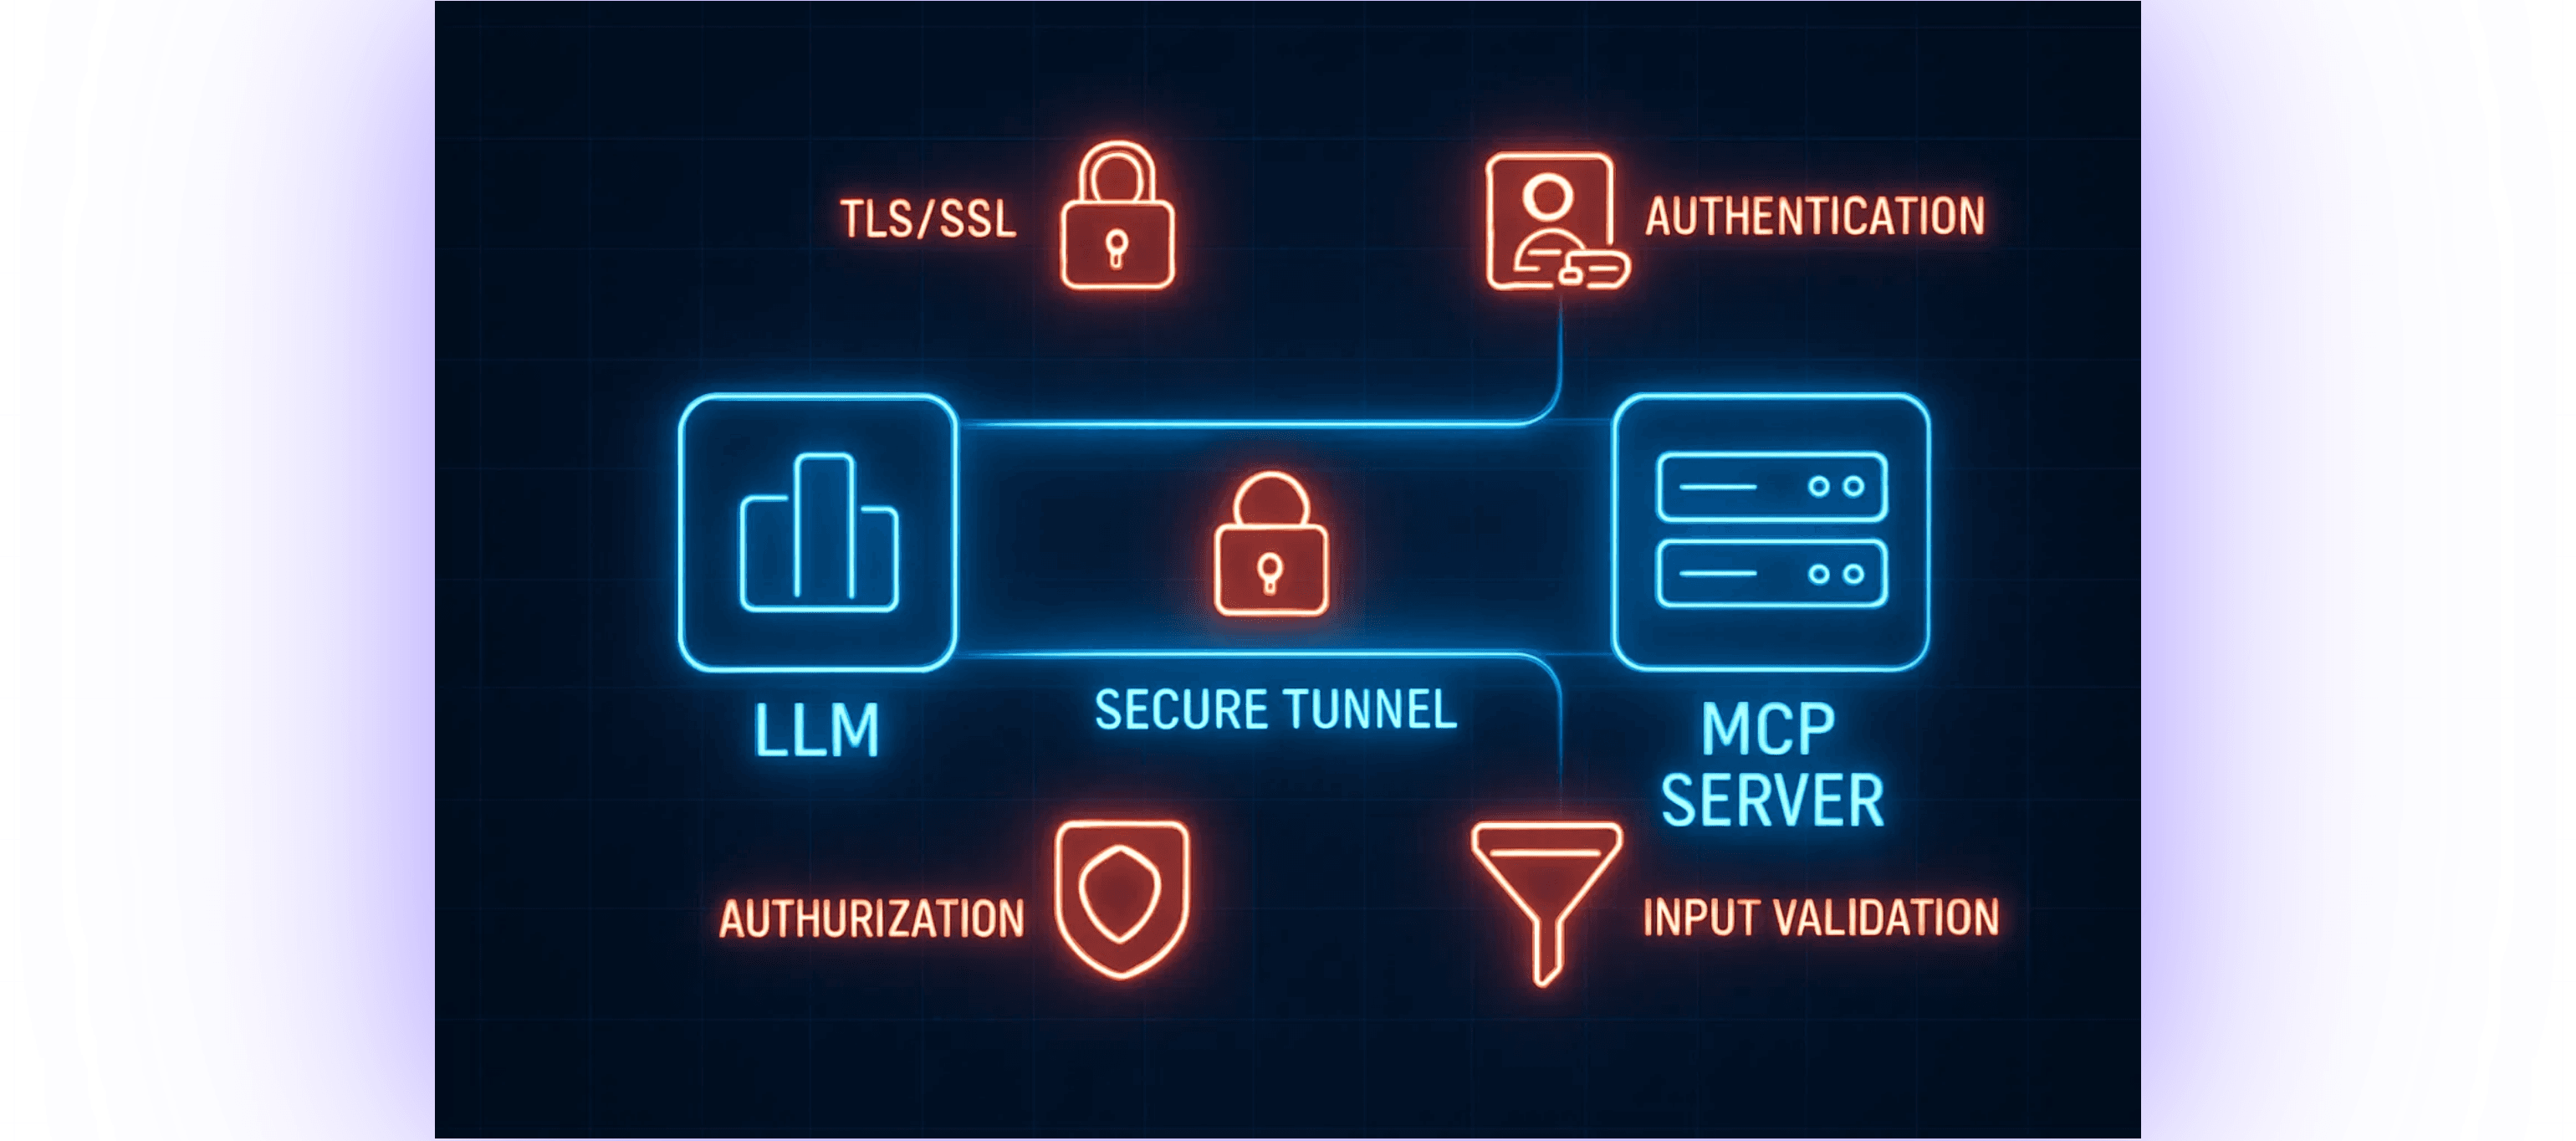 TLS/SSL
AUTHENTICATION
LLM
SECURE TUNNEL
MCP
SERVER
AUTHURIZATION
INPUT VALIDATION